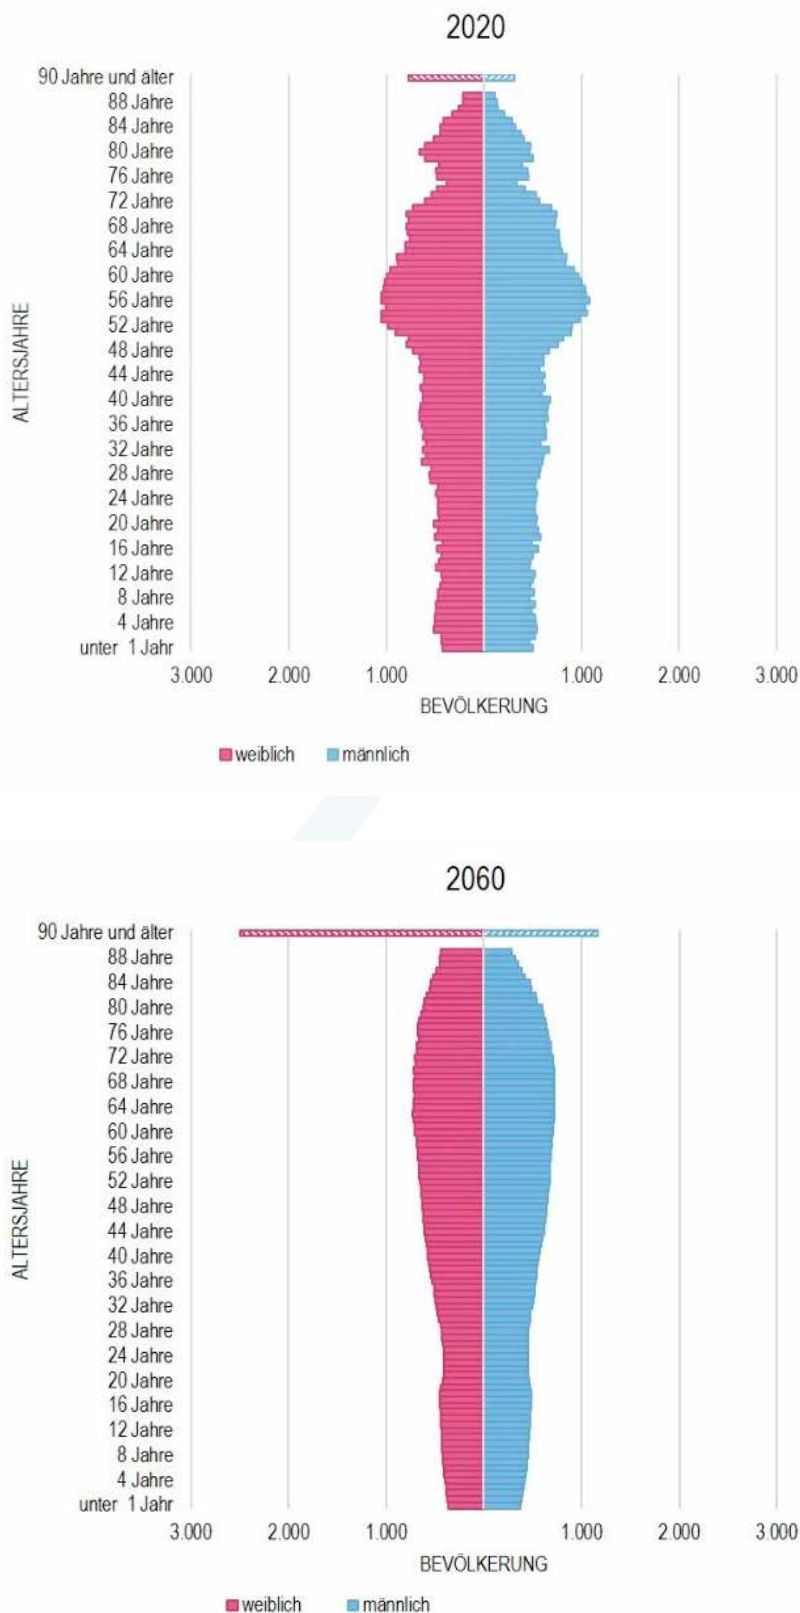 2020
90 Jahre und älter
88 Jahre
84 Jahre
80 Jahre
76 Jahre
72 Jahre
68 Jahre
64 Jahre
60 Jahre
56 Jahre
52 Jahre
48 Jahre
44 Jahre
40 Jahre
36 Jahre
32 Jahre
28 Jahre
24 Jahre
20 Jahre
16 Jahre
12 Jahre
8 Jahre
4 Jahre
unter 1 Jahr
ALTERSJAHRE
3.000 2.000 1.000 1.000 2.000 3.000
BEVÖLKERUNG
weiblich männlich
2060
90 Jahre und älter
88 Jahre
84 Jahre
80 Jahre
76 Jahre
72 Jahre
68 Jahre
64 Jahre
60 Jahre
56 Jahre
52 Jahre
48 Jahre
44 Jahre
40 Jahre
36 Jahre
32 Jahre
28 Jahre
24 Jahre
20 Jahre
16 Jahre
12 Jahre
8 Jahre
4 Jahre
unter 1 Jahr
ALTERSJAHRE
3.000 2.000 1.000 1.000 2.000 3.000
BEVÖLKERUNG
weiblich männlich